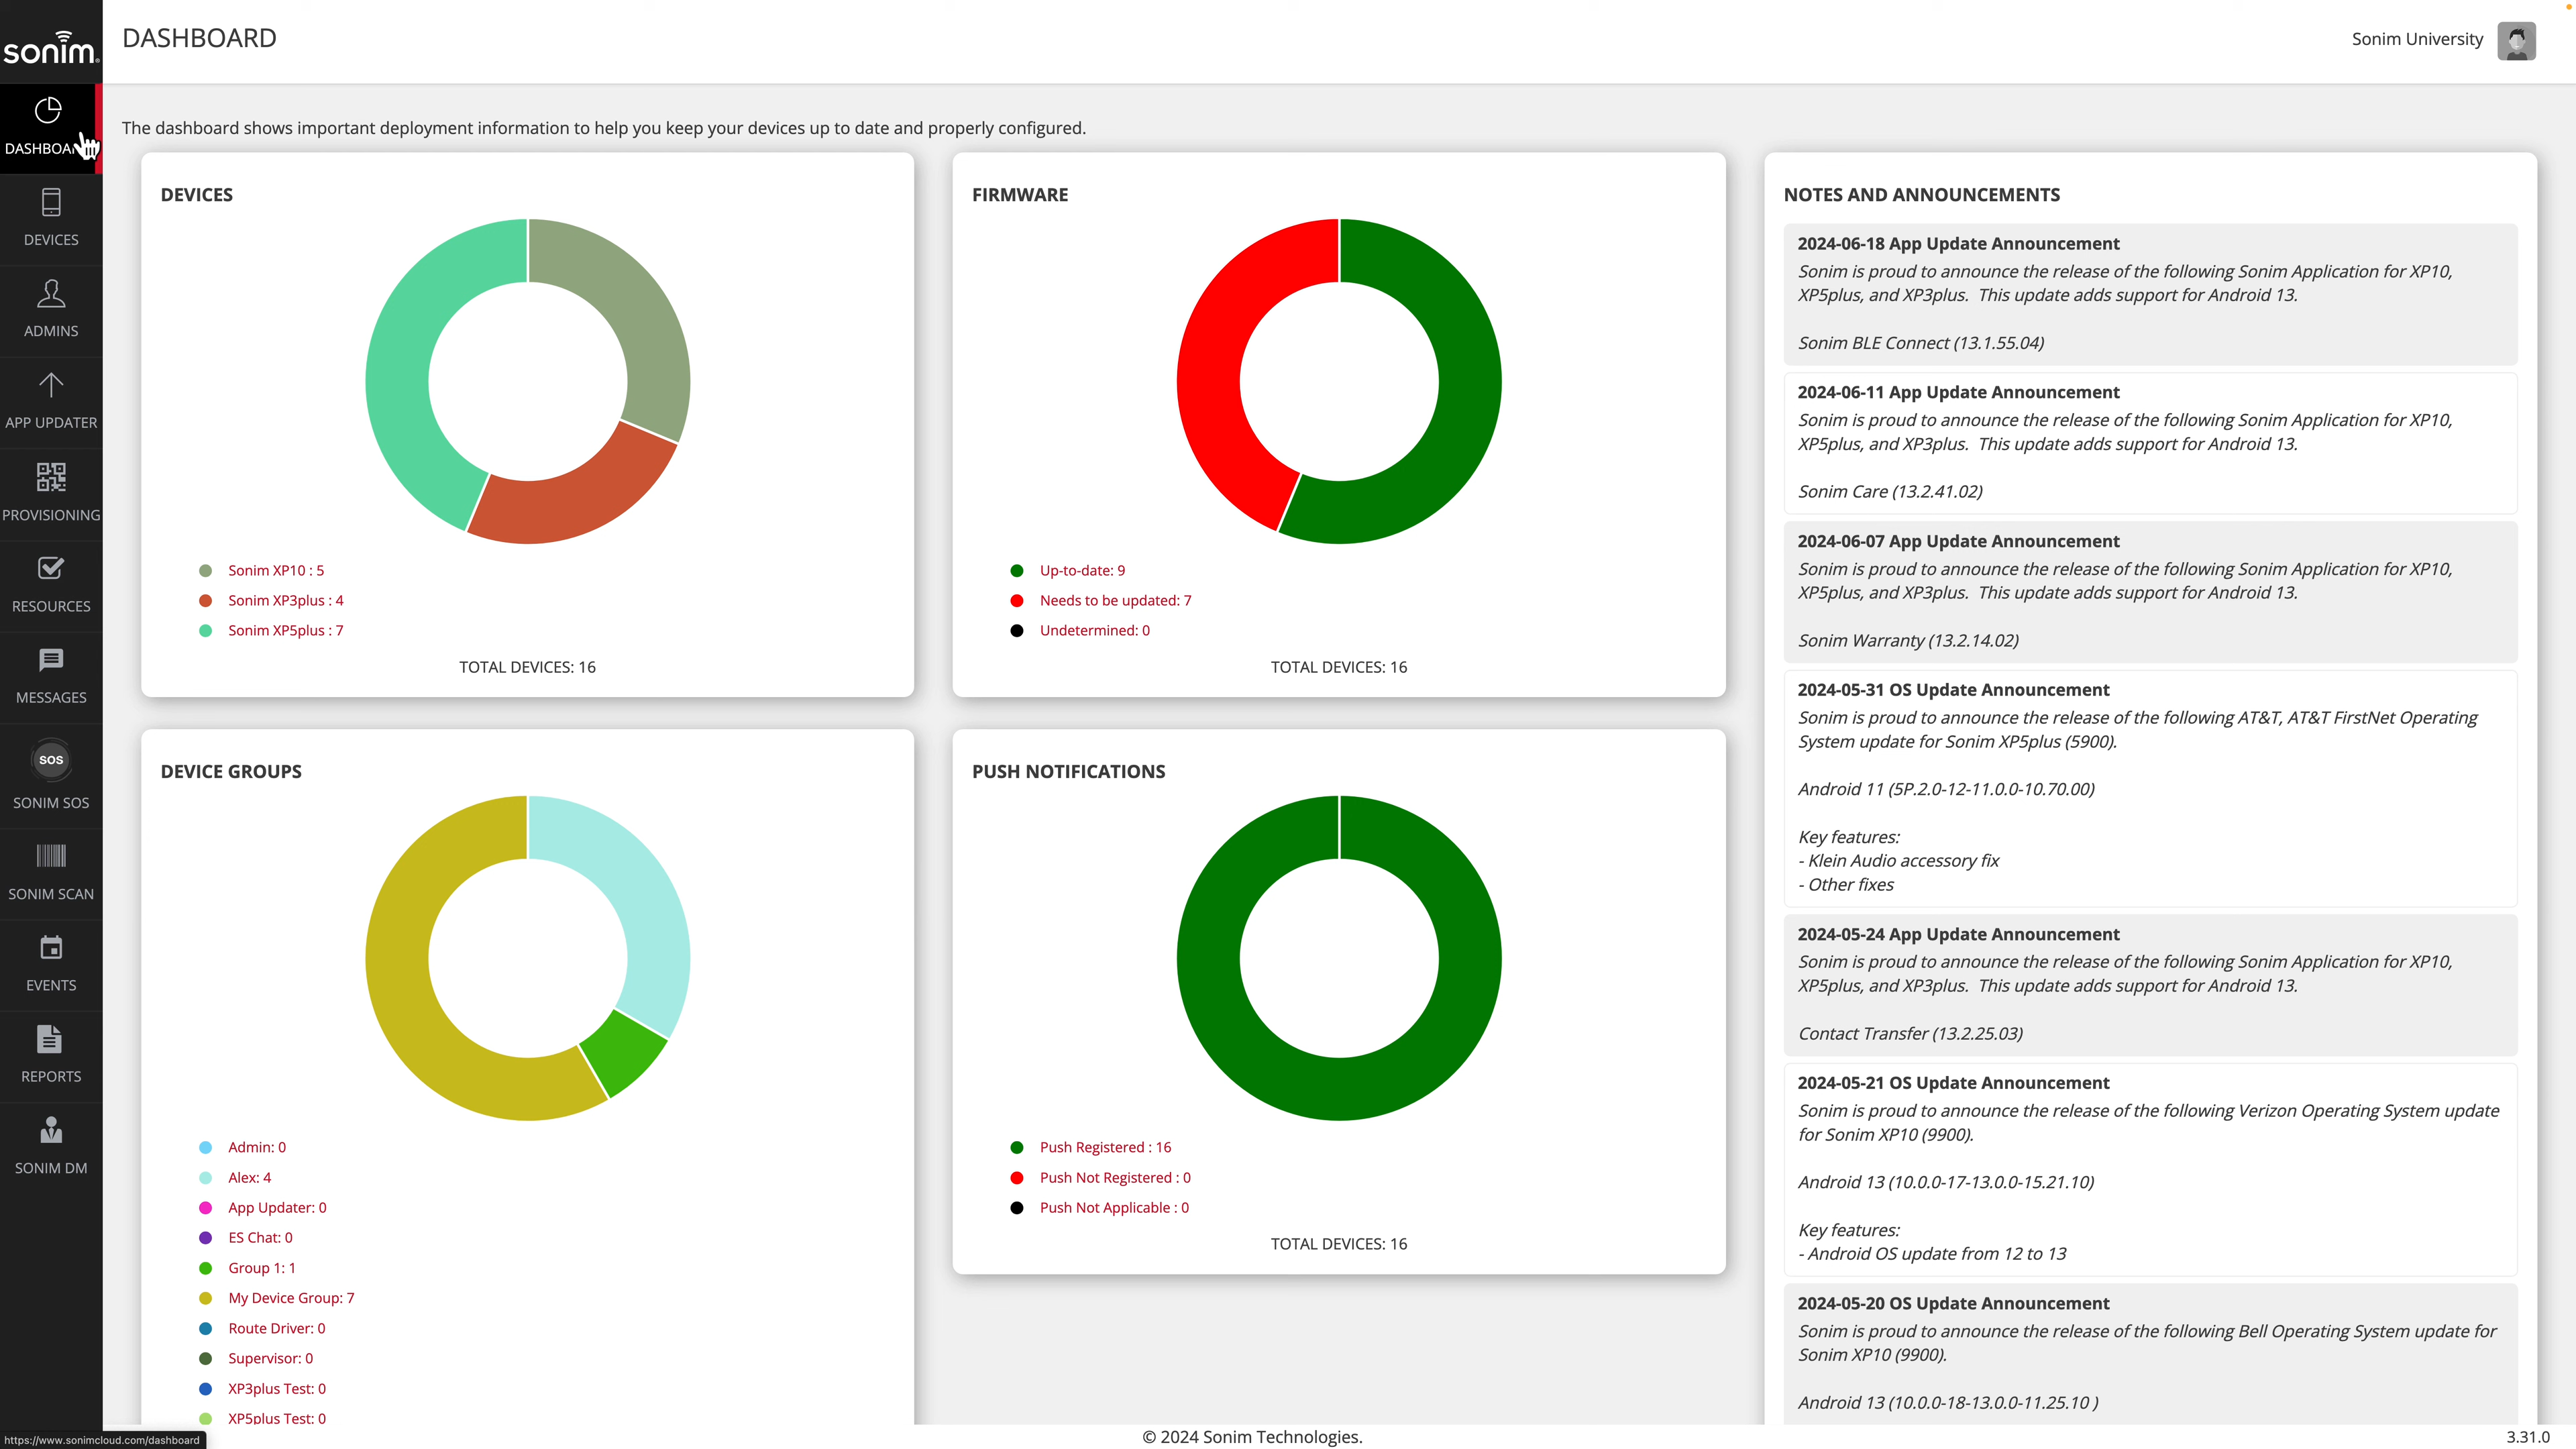 sonim
DASHBOARD
Sonim University
DEVICES
ADMINS
APP UPDATER
PROVISIONING
RESOURCES
MESSAGES
SOS
SONIM SOS
SONIM SCAN
EVENTS
REPORTS
SONIM DM
The dashboard shows important deployment information to help you keep your devices up to date and properly configured.
DEVICES
Sonim XP10 : 5
Sonim XP3plus : 4
Sonim XP5plus : 7
TOTAL DEVICES: 16
FIRMWARE
Up-to-date: 9
Needs to be updated: 7
Undetermined: 0
TOTAL DEVICES: 16
DEVICE GROUPS
Admin: 0
Alex: 4
App Updater: 0
ES Chat: 0
Group 1: 1
My Device Group: 7
Route Driver: 0
Supervisor: 0
XP3plus Test: 0
XP5plus Test: 0
PUSH NOTIFICATIONS
Push Registered : 16
Push Not Registered : 0
Push Not Applicable : 0
TOTAL DEVICES: 16
NOTES AND ANNOUNCEMENTS
2024-06-18 App Update Announcement
Sonim is proud to announce the release of the following Sonim Application for XP10,
XP5plus, and XP3plus. This update adds support for Android 13.
Sonim BLE Connect (13.1.55.04)
2024-06-11 App Update Announcement
Sonim is proud to announce the release of the following Sonim Application for XP10,
XP5plus, and XP3plus. This update adds support for Android 13.
Sonim Care (13.2.41.02)
2024-06-07 App Update Announcement
Sonim is proud to announce the release of the following Sonim Application for XP10,
XP5plus, and XP3plus. This update adds support for Android 13.
Sonim Warranty (13.2.14.02)
2024-05-31 OS Update Announcement
Sonim is proud to announce the release of the following AT&T, AT&T FirstNet Operating
System update for Sonim XP5plus (5900).
Android 11 (5P.2.0-12-11.0.0-10.70.00)
Key features:
- Klein Audio accessory fix
- Other fixes
2024-05-24 App Update Announcement
Sonim is proud to announce the release of the following Sonim Application for XP10,
XP5plus, and XP3plus. This update adds support for Android 13.
Contact Transfer (13.2.25.03)
2024-05-21 OS Update Announcement
Sonim is proud to announce the release of the following Verizon Operating System update
for Sonim XP10 (9900).
Android 13 (10.0.0-17-13.0.0-15.21.10)
Key features:
- Android OS update from 12 to 13
2024-05-20 OS Update Announcement
Sonim is proud to announce the release of the following Bell Operating System update for
Sonim XP10 (9900).
Android 13 (10.0.0-18-13.0.0-11.25.10 )
https://www.sonimcloud.com/dashboard
© 2024 Sonim Technologies.
3.31.0